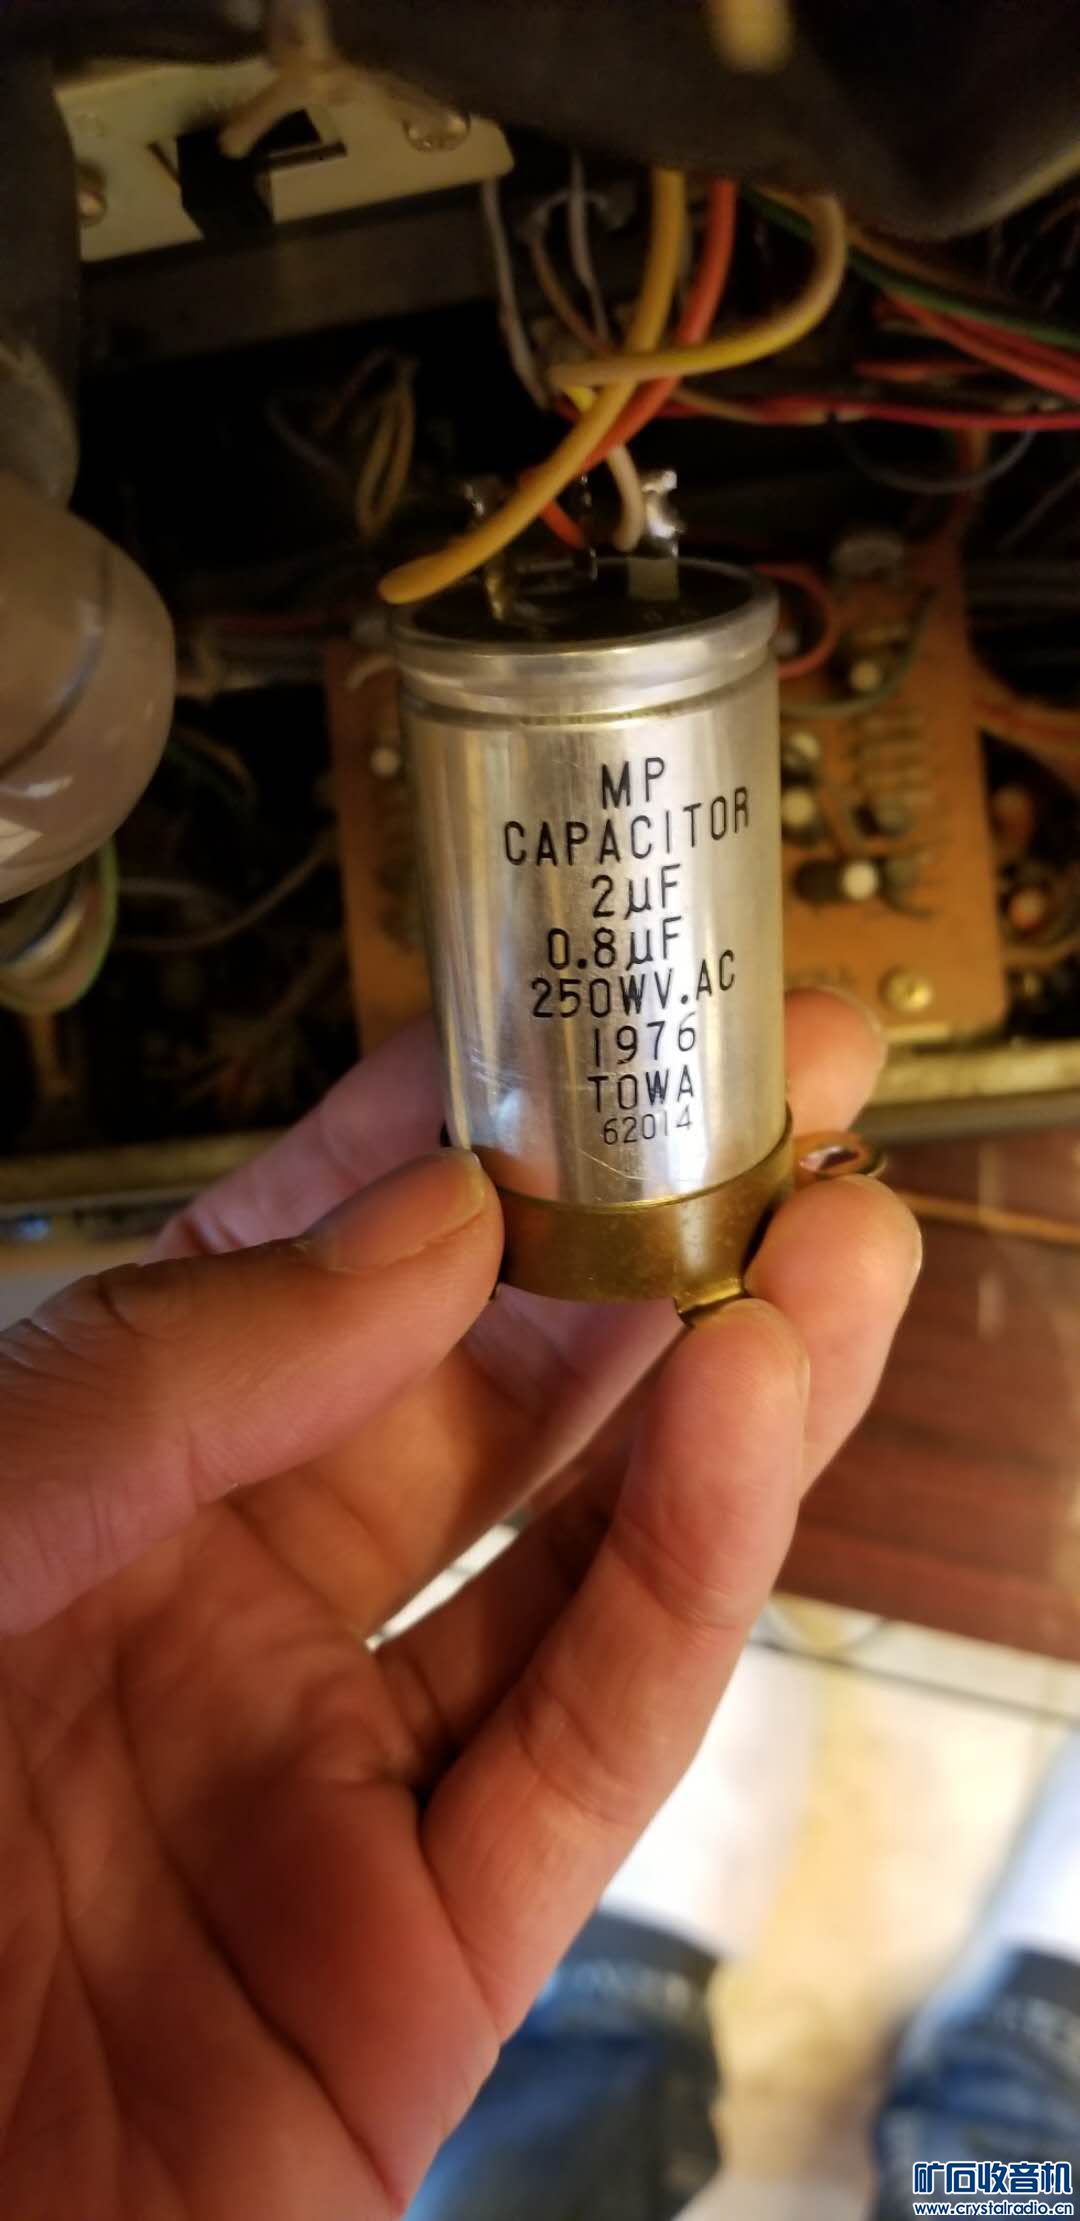 MP
CAPACITOR
2μF
0.8μF
250WV.AC
1976
TOWA
62014
矿石收音机
www.crystalradio.cn